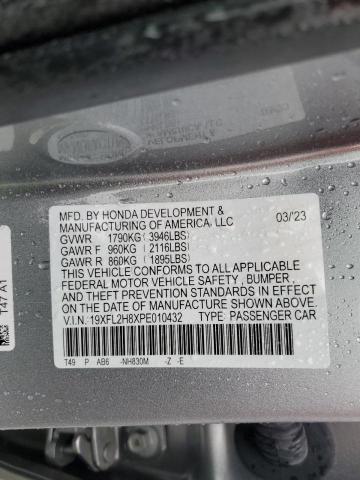 MFD. BY HONDA DEVELOPMENT &
MANUFACTURING OF AMERICA, LLC 03/'23
GVWR 1790KG (3946LBS)
GAWR F 960KG (2116LBS)
GAWR R 860KG (1895LBS)
THIS VEHICLE CONFORMS TO ALL APPLICABLE
FEDERAL MOTOR VEHICLE SAFETY, BUMPER,
AND THEFT PREVENTION STANDARDS IN EFFECT
ON THE DATE OF MANUFACTURE SHOWN ABOVE.
V.I.N.: 19XFL2H8XPE010432 TYPE: PASSENGER CAR
T49 P AB6 -NH830M -Z -E
T47 A1